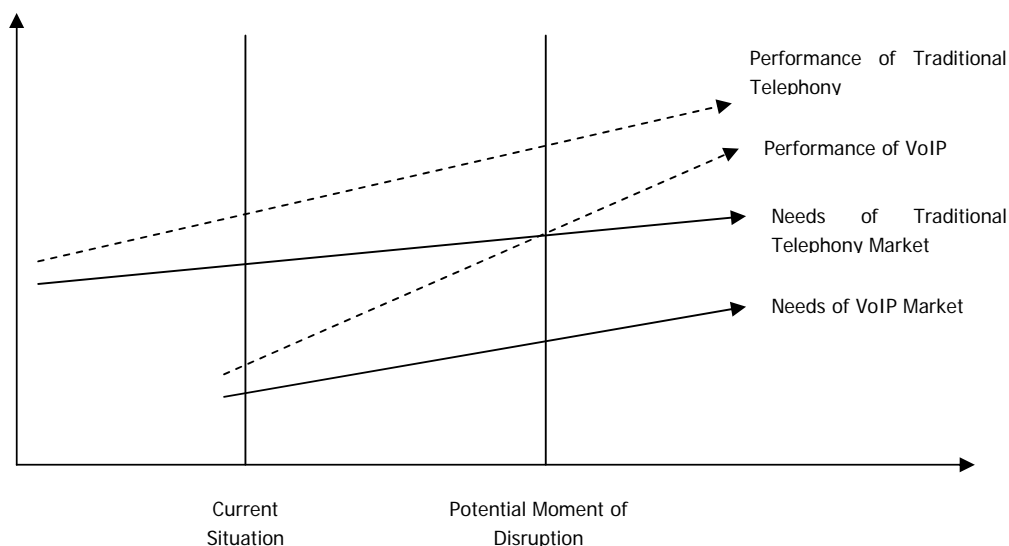 Performance of Traditional
Telephony
Performance of VoIP
Needs of Traditional
Telephony Market
Needs of VoIP Market
Current
Situation
Potential Moment of
Disruption